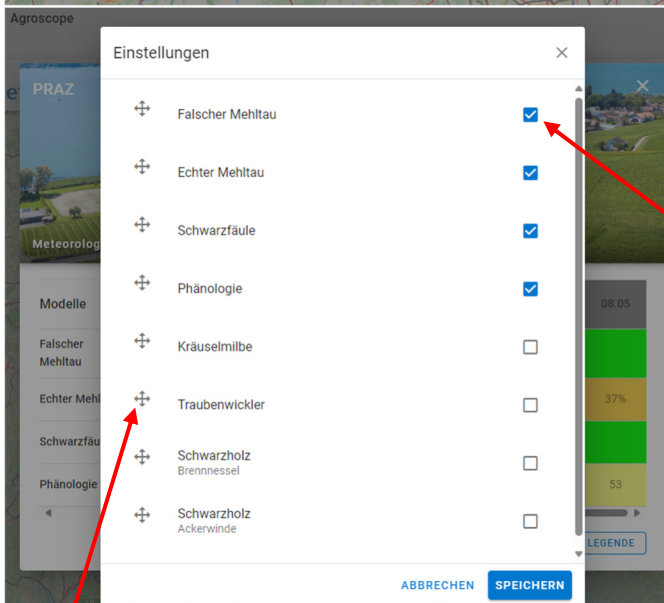 Agroscope
Einstellungen
PRAZ
Falscher Mehltau
Echter Mehltau
Schwarzfäule
Meteorolog
Phänologie
Modelle
08.05
Falscher
Mehltau
Kräuselmilbe
Echter Mehl
Traubenwickler
37%
Schwarzfäu
Schwarzholz
Brennnessel
Phänologie
53
Schwarzholz
Ackerwinde
LEGENDE
ABBRECHEN
SPEICHERN